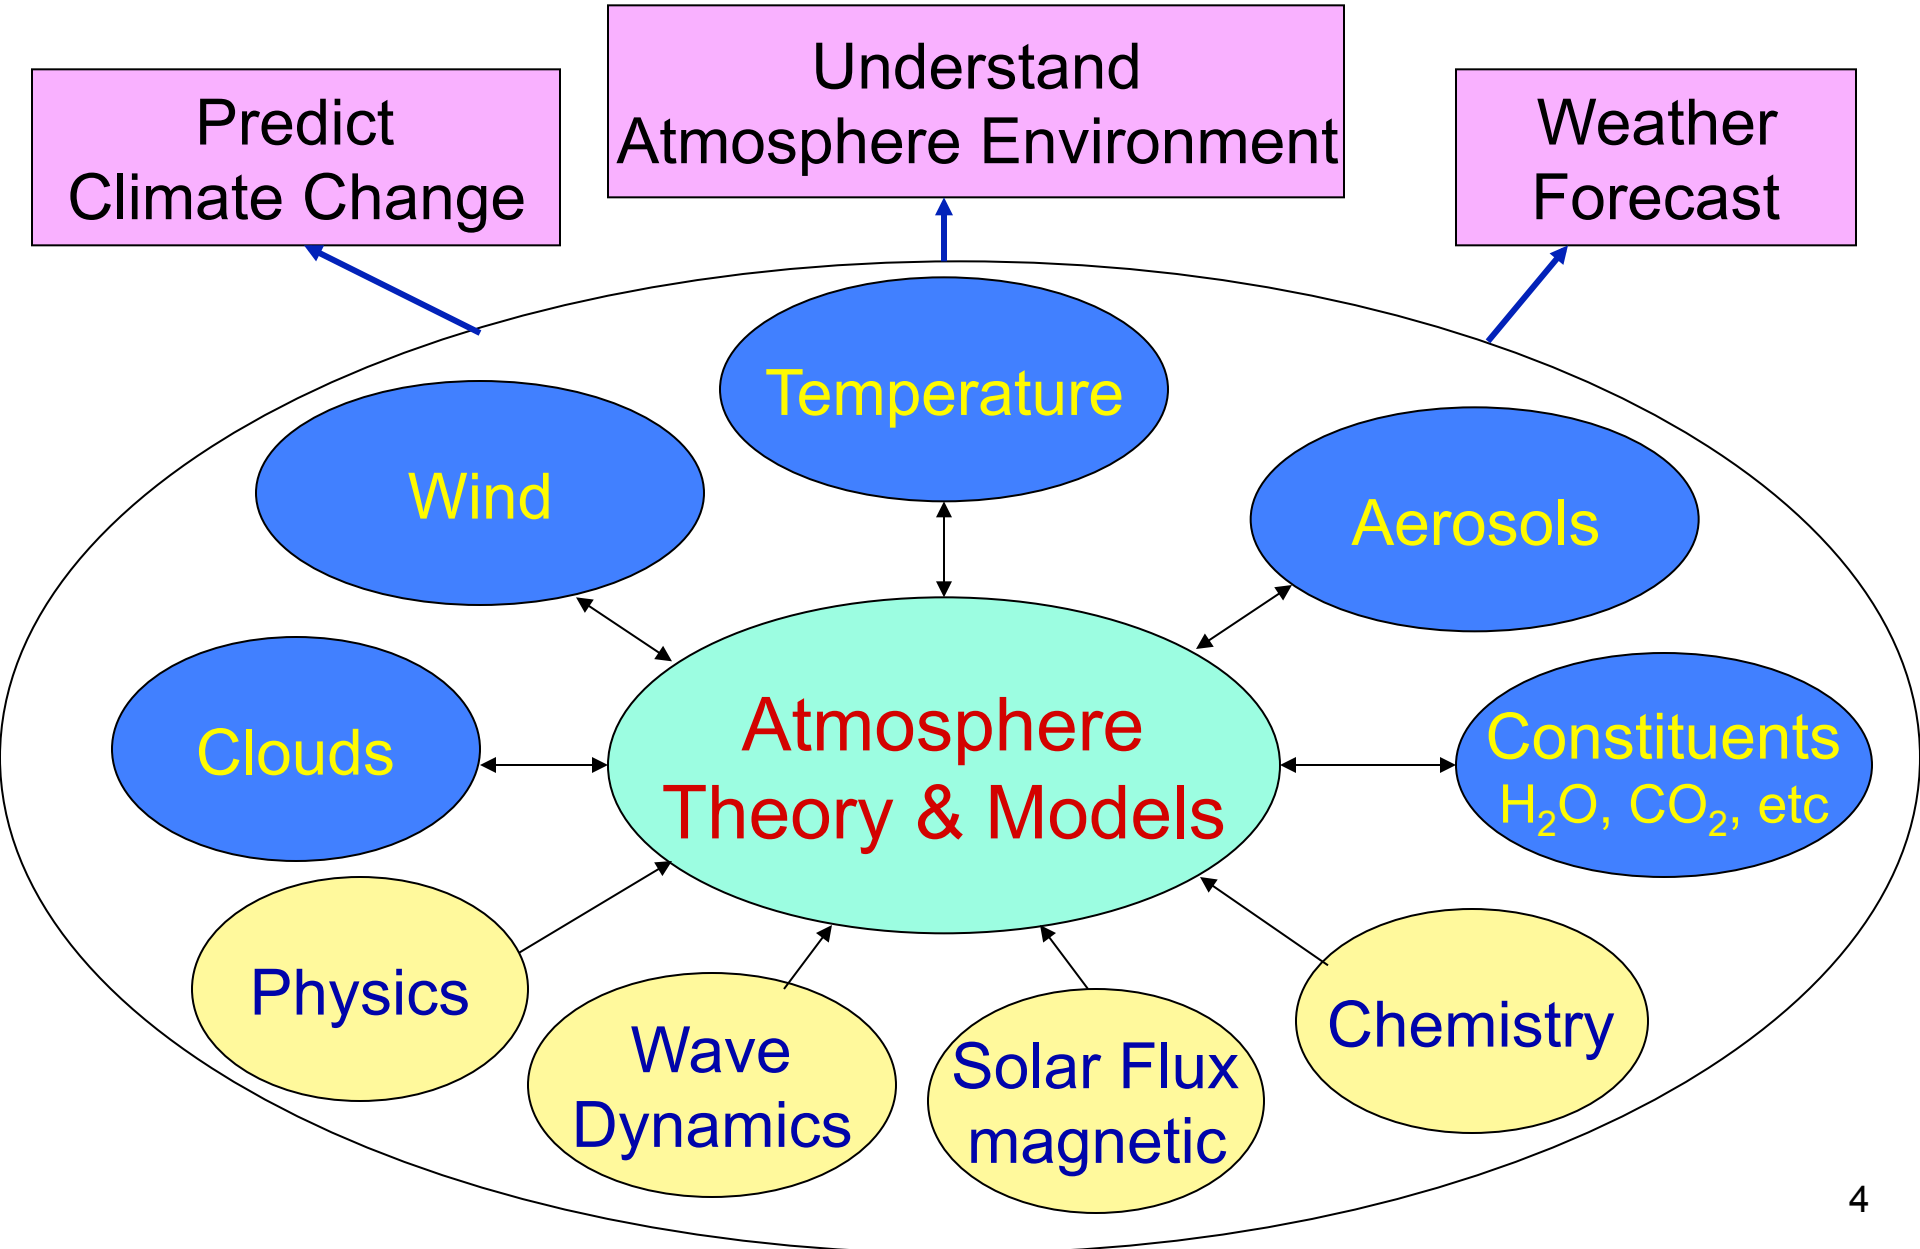 Predict
Climate Change
Understand
Atmosphere Environment
Weather
Forecast
Temperature
Wind
Aerosols
Clouds
Atmosphere
Theory & Models
Constituents
H₂O, CO₂, etc
Physics
Wave
Dynamics
Solar Flux
magnetic
Chemistry
4